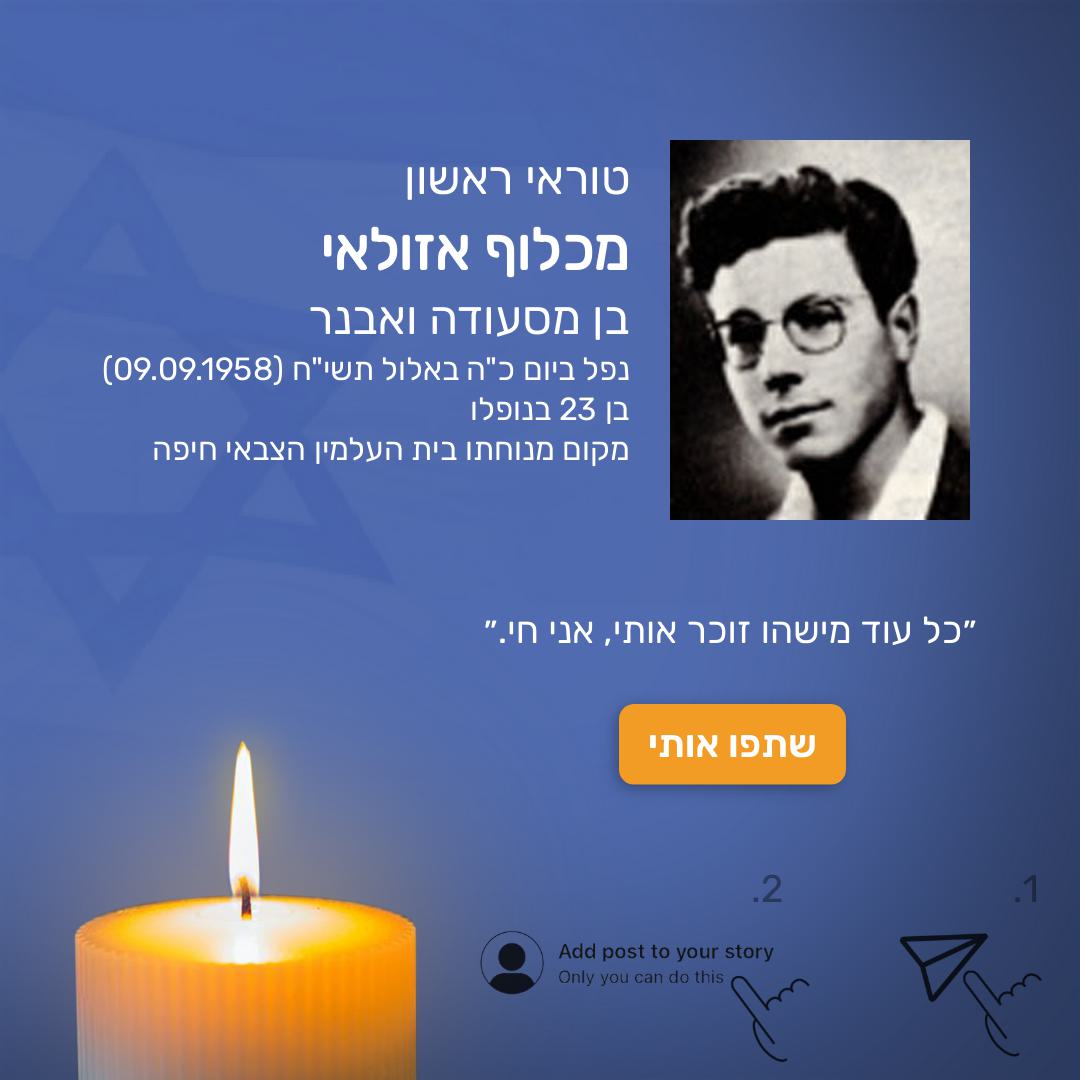 טוראי ראשון
מכלוף אזולאי
בן מסעודה ואבנר
נפל ביום כ"ה באלול תשי"ח (09.09.1958)
בן 23 בנופלו
מקום מנוחתו בית העלמין הצבאי חיפה
״כל עוד מישהו זוכר אותי, אני חי.״
שתפו אותי
1.
2.
Add post to your story
Only you can do this